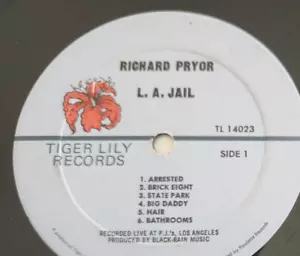 RICHARD PRYOR
L. A. JAIL
TL 14023
TIGER LILY
RECORDS
SIDE 1
1. ARRESTED
2. BRICK EIGHT
3. STATE PARK
4. BIG DADDY
5. HAIR
6. BATHROOMS
RECORDED LIVE AT P.J.'s, LOS ANGELES
PRODUCED BY BLACK-RAIN MUSIC